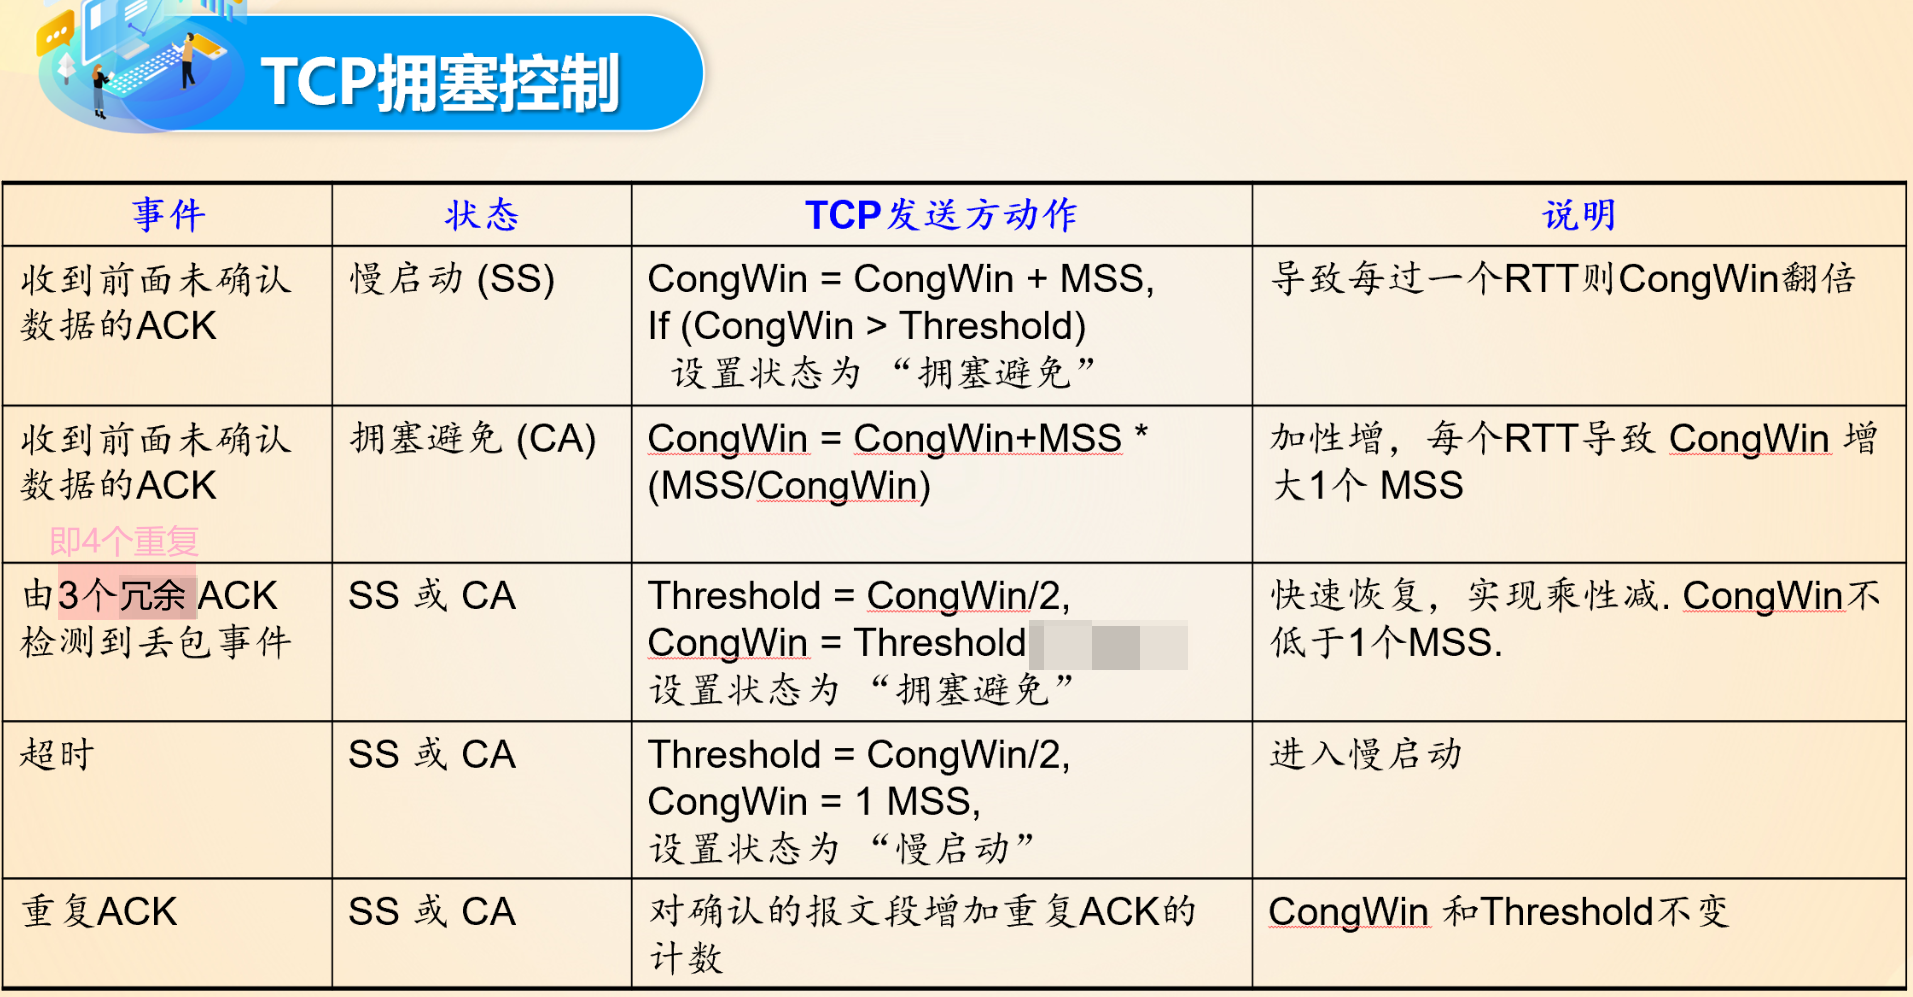 TCP拥塞控制
事件 状态 TCP发送方动作 说明
收到前面未确认
数据的ACK
慢启动 (SS)
CongWin = CongWin + MSS,
If (CongWin > Threshold)
设置状态为 “拥塞避免”
导致每过一个RTT则CongWin翻倍
收到前面未确认
数据的ACK
拥塞避免 (CA)
CongWin = CongWin+MSS *
(MSS/CongWin)
加性增，每个RTT导致 CongWin 增
大1个 MSS
即4个重复
由3个冗余 ACK
检测到丢包事件
SS 或 CA
Threshold = CongWin/2,
CongWin = Threshold
设置状态为 “拥塞避免”
快速恢复，实现乘性减. CongWin不
低于1个MSS.
超时
SS 或 CA
Threshold = CongWin/2,
CongWin = 1 MSS,
设置状态为 “慢启动”
进入慢启动
重复ACK
SS 或 CA
对确认的报文段增加重复ACK的
计数
CongWin 和Threshold不变